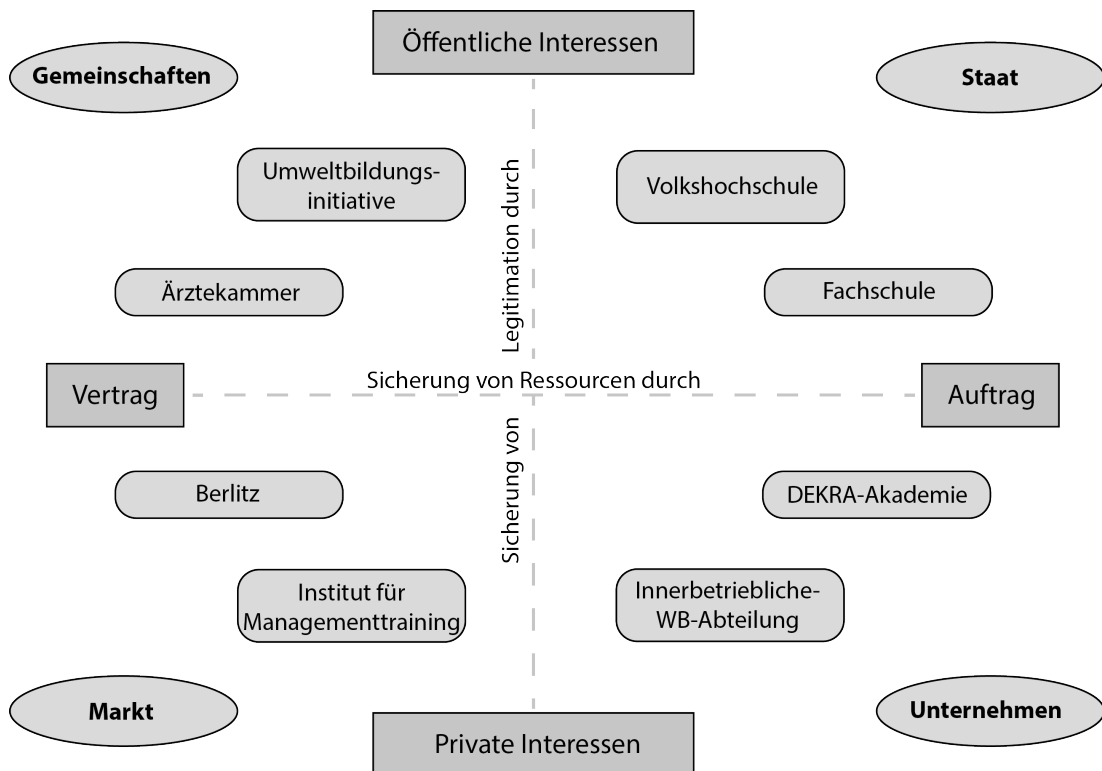 Öffentliche Interessen
Gemeinschaften
Staat
Umweltbildungs-
initiative
Legitimation durch
Volkshochschule
Ärztekammer
Fachschule
Vertrag
Sicherung von Ressourcen durch
Auftrag
Berlitz
Sicherung von
DEKRA-Akademie
Institut für
Managementtraining
Innerbetriebliche-
WB-Abteilung
Markt
Unternehmen
Private Interessen